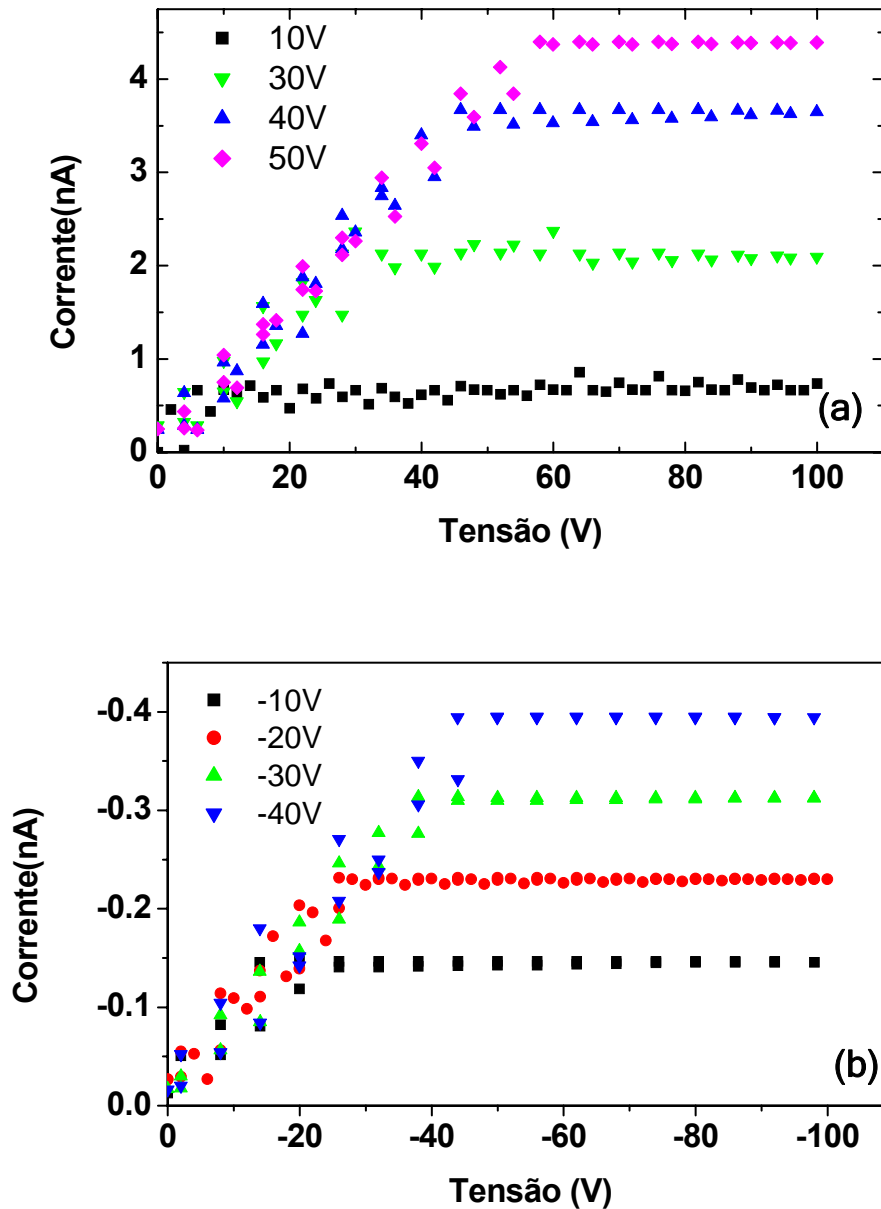 10V
30V
40V
50V
4
3
2
1
0
0 20 40 60 80 100
Corrente(nA)
Tensão (V)
(a)
-10V
-20V
-30V
-40V
-0.4
-0.3
-0.2
-0.1
0.0
0 -20 -40 -60 -80 -100
Corrente(nA)
Tensão (V)
(b)